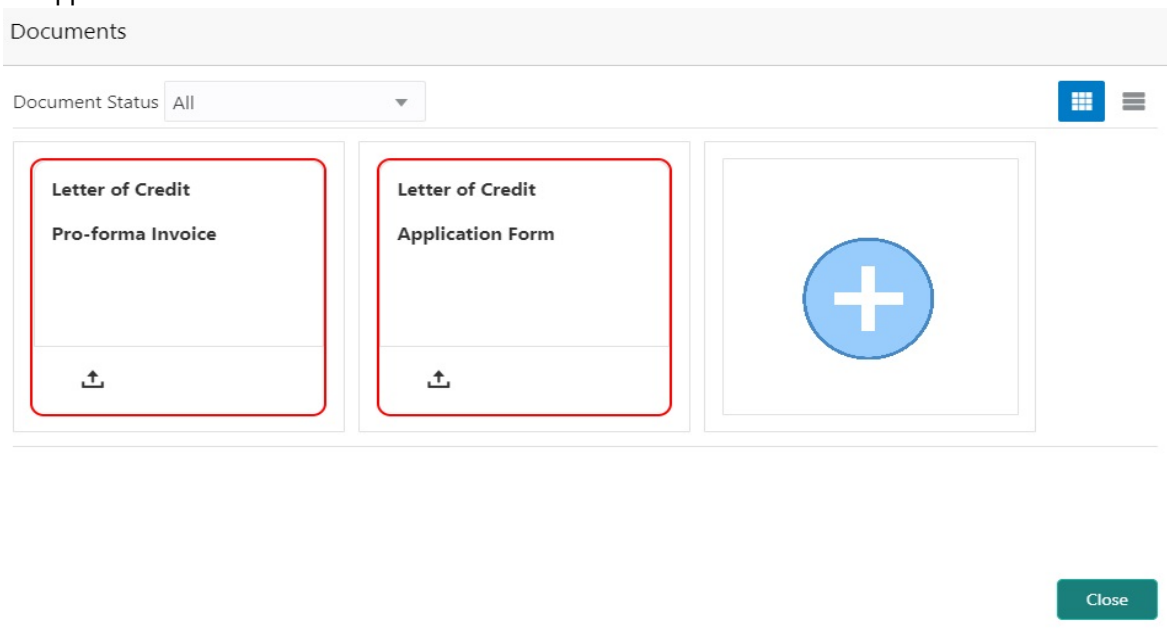 Documents
Document Status All
Letter of Credit
Pro-forma Invoice
Letter of Credit
Application Form
Close